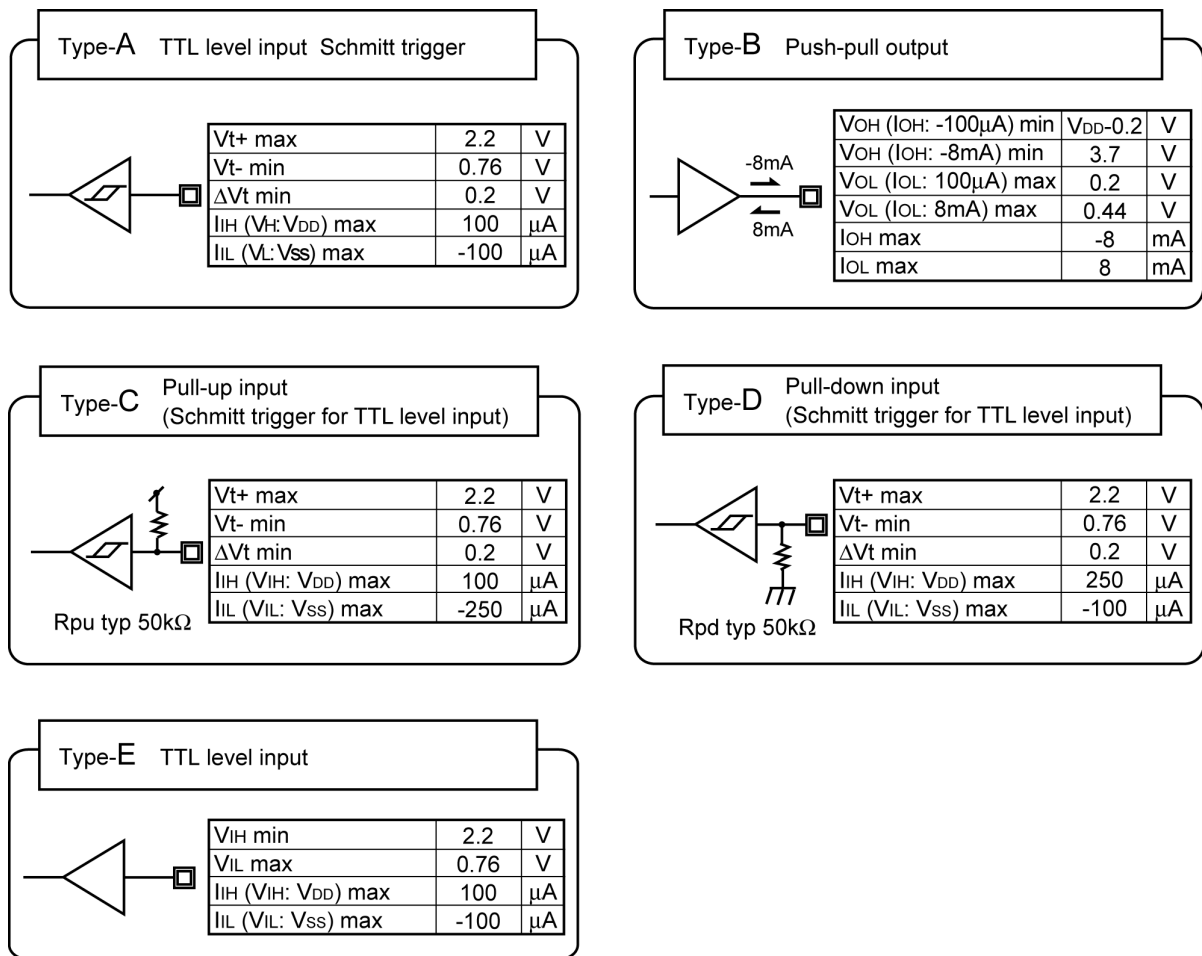 Type-A TTL level input Schmitt trigger
Vt+ max 2.2 V
Vt- min 0.76 V
ΔVt min 0.2 V
IIH (VH: VDD) max 100 μA
IIL (VL: Vss) max -100 μA
Type-B Push-pull output
-8mA
8mA
VOH (IOH: -100μA) min VDD-0.2 V
VOH (IOH: -8mA) min 3.7 V
VOL (IOL: 100μA) max 0.2 V
VOL (IOL: 8mA) max 0.44 V
IOH max -8 mA
IOL max 8 mA
Type-C Pull-up input
(Schmitt trigger for TTL level input)
Vt+ max 2.2 V
Vt- min 0.76 V
ΔVt min 0.2 V
IIH (VIH: VDD) max 100 μA
IIL (VIL: VSS) max -250 μA
Rpu typ 50kΩ
Type-D Pull-down input
(Schmitt trigger for TTL level input)
Vt+ max 2.2 V
Vt- min 0.76 V
ΔVt min 0.2 V
IIH (VIH: VDD) max 250 μA
IIL (VIL: VSS) max -100 μA
Rpd typ 50kΩ
Type-E TTL level input
VIH min 2.2 V
VIL max 0.76 V
IIH (VIH: VDD) max 100 μA
IIL (VIL: VSS) max -100 μA